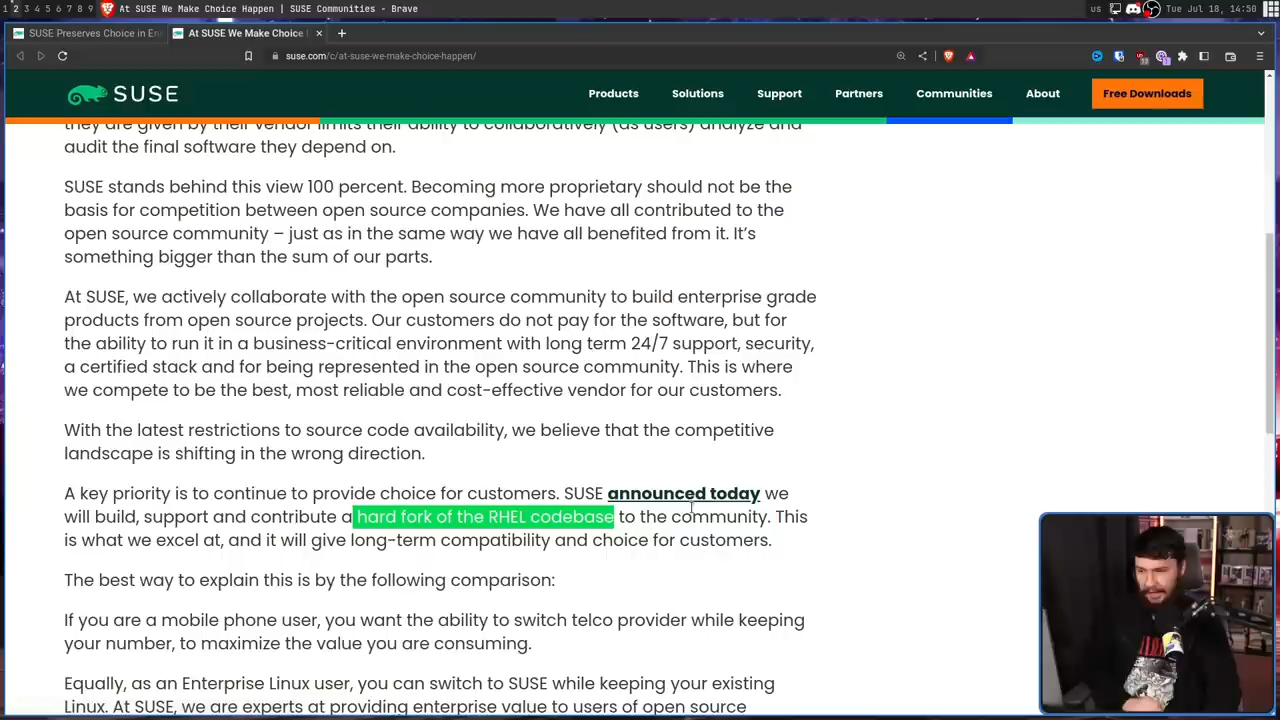 1 2 3 4 5 6 7 8 9 At SUSE We Make Choice Happen | SUSE Communities - Brave us Tue Jul 18, 14:50
SUSE Preserves Choice in En
At SUSE We Make Choice
suse.com/c/at-suse-we-make-choice-happen/
SUSE Products Solutions Support Partners Communities About Free Downloads
they are given by their vendor limits their ability to collaboratively (as users) analyze and
audit the final software they depend on.
SUSE stands behind this view 100 percent. Becoming more proprietary should not be the
basis for competition between open source companies. We have all contributed to the
open source community – just as in the same way we have all benefited from it. It’s
something bigger than the sum of our parts.
At SUSE, we actively collaborate with the open source community to build enterprise grade
products from open source projects. Our customers do not pay for the software, but for
the ability to run it in a business-critical environment with long term 24/7 support, security,
a certified stack and for being represented in the open source community. This is where
we compete to be the best, most reliable and cost-effective vendor for our customers.
With the latest restrictions to source code availability, we believe that the competitive
landscape is shifting in the wrong direction.
A key priority is to continue to provide choice for customers. SUSE announced today we
will build, support and contribute a hard fork of the RHEL codebase to the community. This
is what we excel at, and it will give long-term compatibility and choice for customers.
The best way to explain this is by the following comparison:
If you are a mobile phone user, you want the ability to switch telco provider while keeping
your number, to maximize the value you are consuming.
Equally, as an Enterprise Linux user, you can switch to SUSE while keeping your existing
Linux. At SUSE, we are experts at providing enterprise value to users of open source